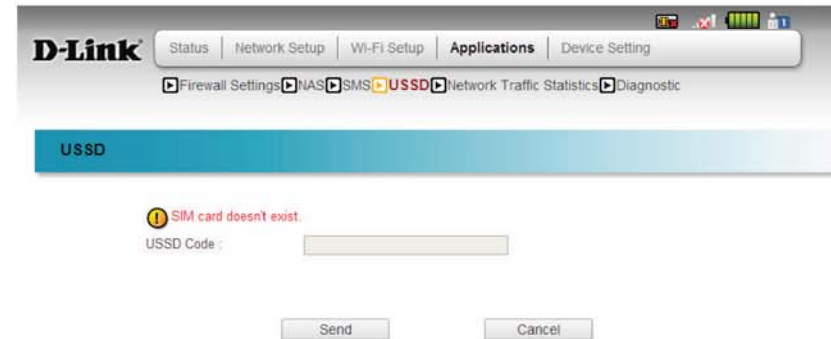 D-Link Status Network Setup Wi-Fi Setup Applications Device Setting
Firewall Settings NAS SMS USSD Network Traffic Statistics Diagnostic
USSD
SIM card doesn't exist.
USSD Code :
Send Cancel